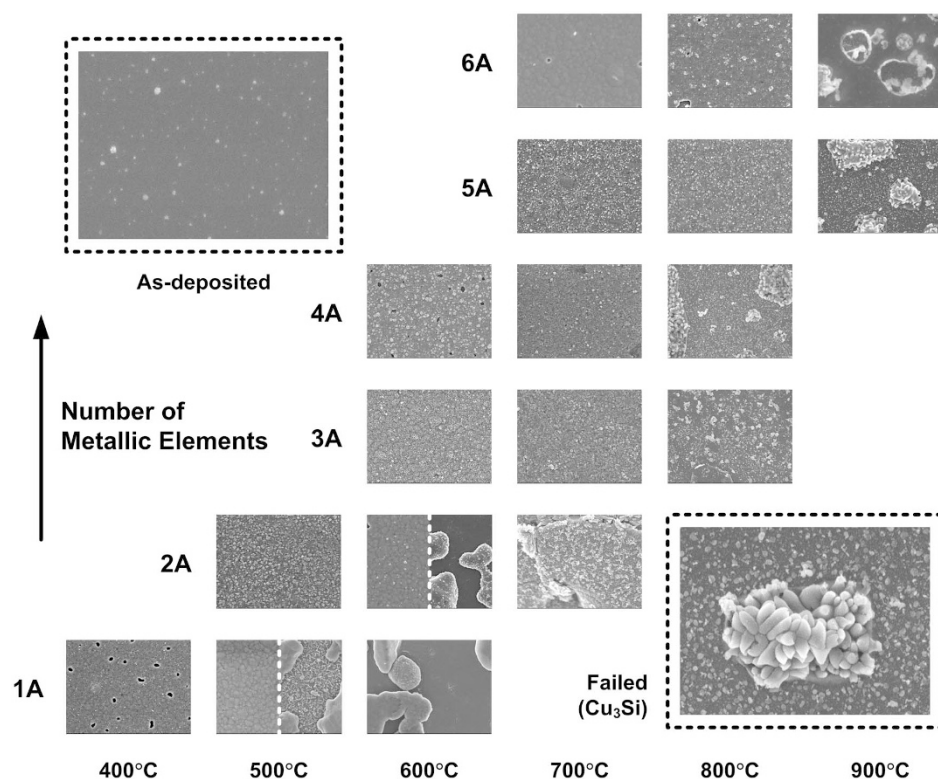 6A
5A
As-deposited
4A
Number of
Metallic Elements
3A
2A
1A
Failed
(Cu₃Si)
400°C 500°C 600°C 700°C 800°C 900°C